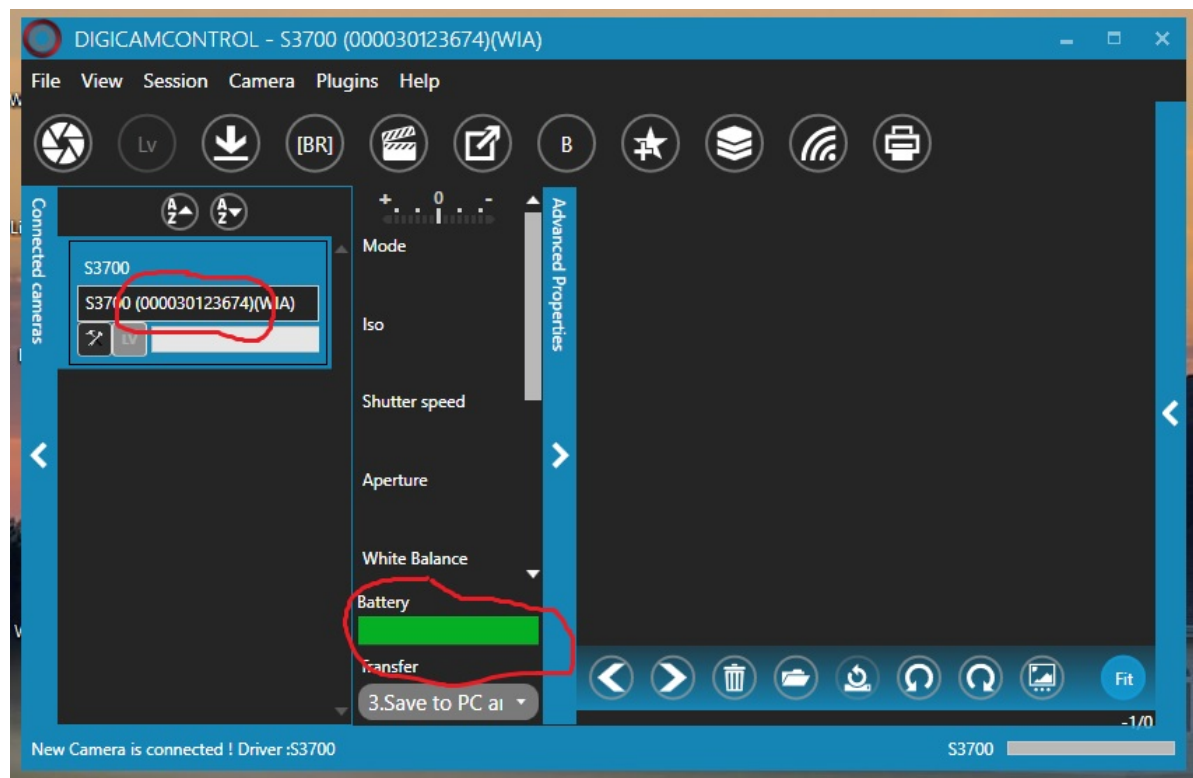 DIGICAMCONTROL - S3700 (000030123674)(WIA)
File View Session Camera Plugins Help
Lv [BR] B
Connected cameras
A Z A Z
S3700
S3700 (000030123674)(WIA)
LV
+ . . 0 . . -
Mode
Iso
Shutter speed
Aperture
White Balance
Battery
Transfer
3.Save to PC ar
Advanced Properties
Fit
-1/0
New Camera is connected ! Driver :S3700
S3700